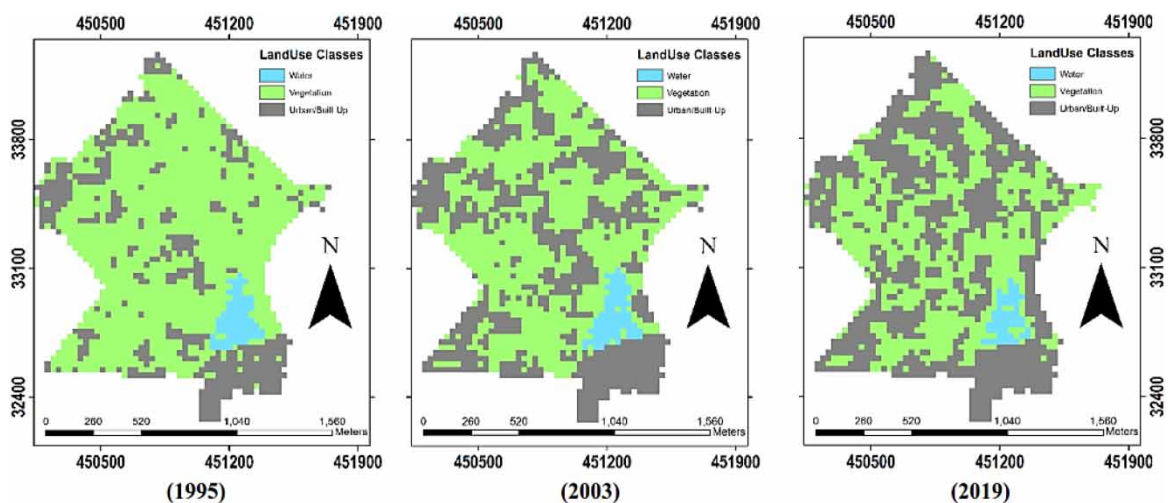 450500 451200 451900 450500 451200 451900 450500 451200 451900
LandUse Classes LandUse Classes LandUse Classes
Water Water Water
Vegetation Vegetation Vegetation
Urban/Built-Up Urban/Built-Up Urban/Built-Up
33800 33800
N N N
33100 33100
32400 32400
0 260 520 1,040 1,560 0 260 520 1,040 1,560 0 260 520 1,040 1,560
Meters Meters Meters
450500 451200 451900 450500 451200 451900 450500 451200 451900
(1995) (2003) (2019)